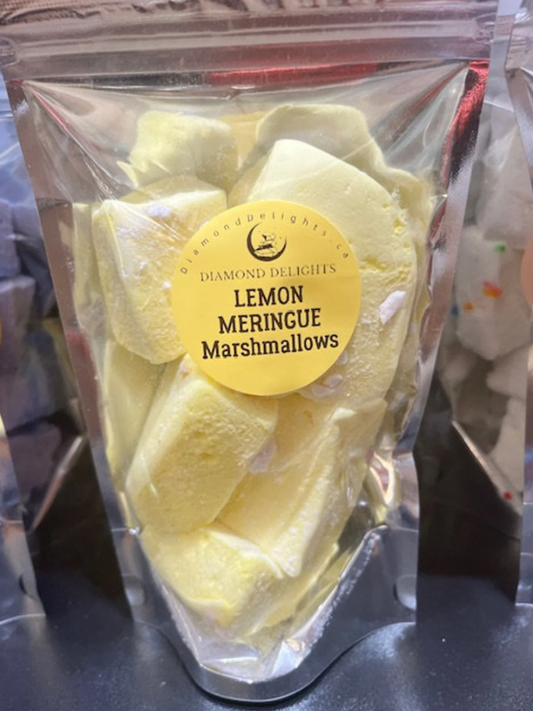 DiamondDelights.ca
DIAMOND DELIGHTS
LEMON
MERINGUE
Marshmallows